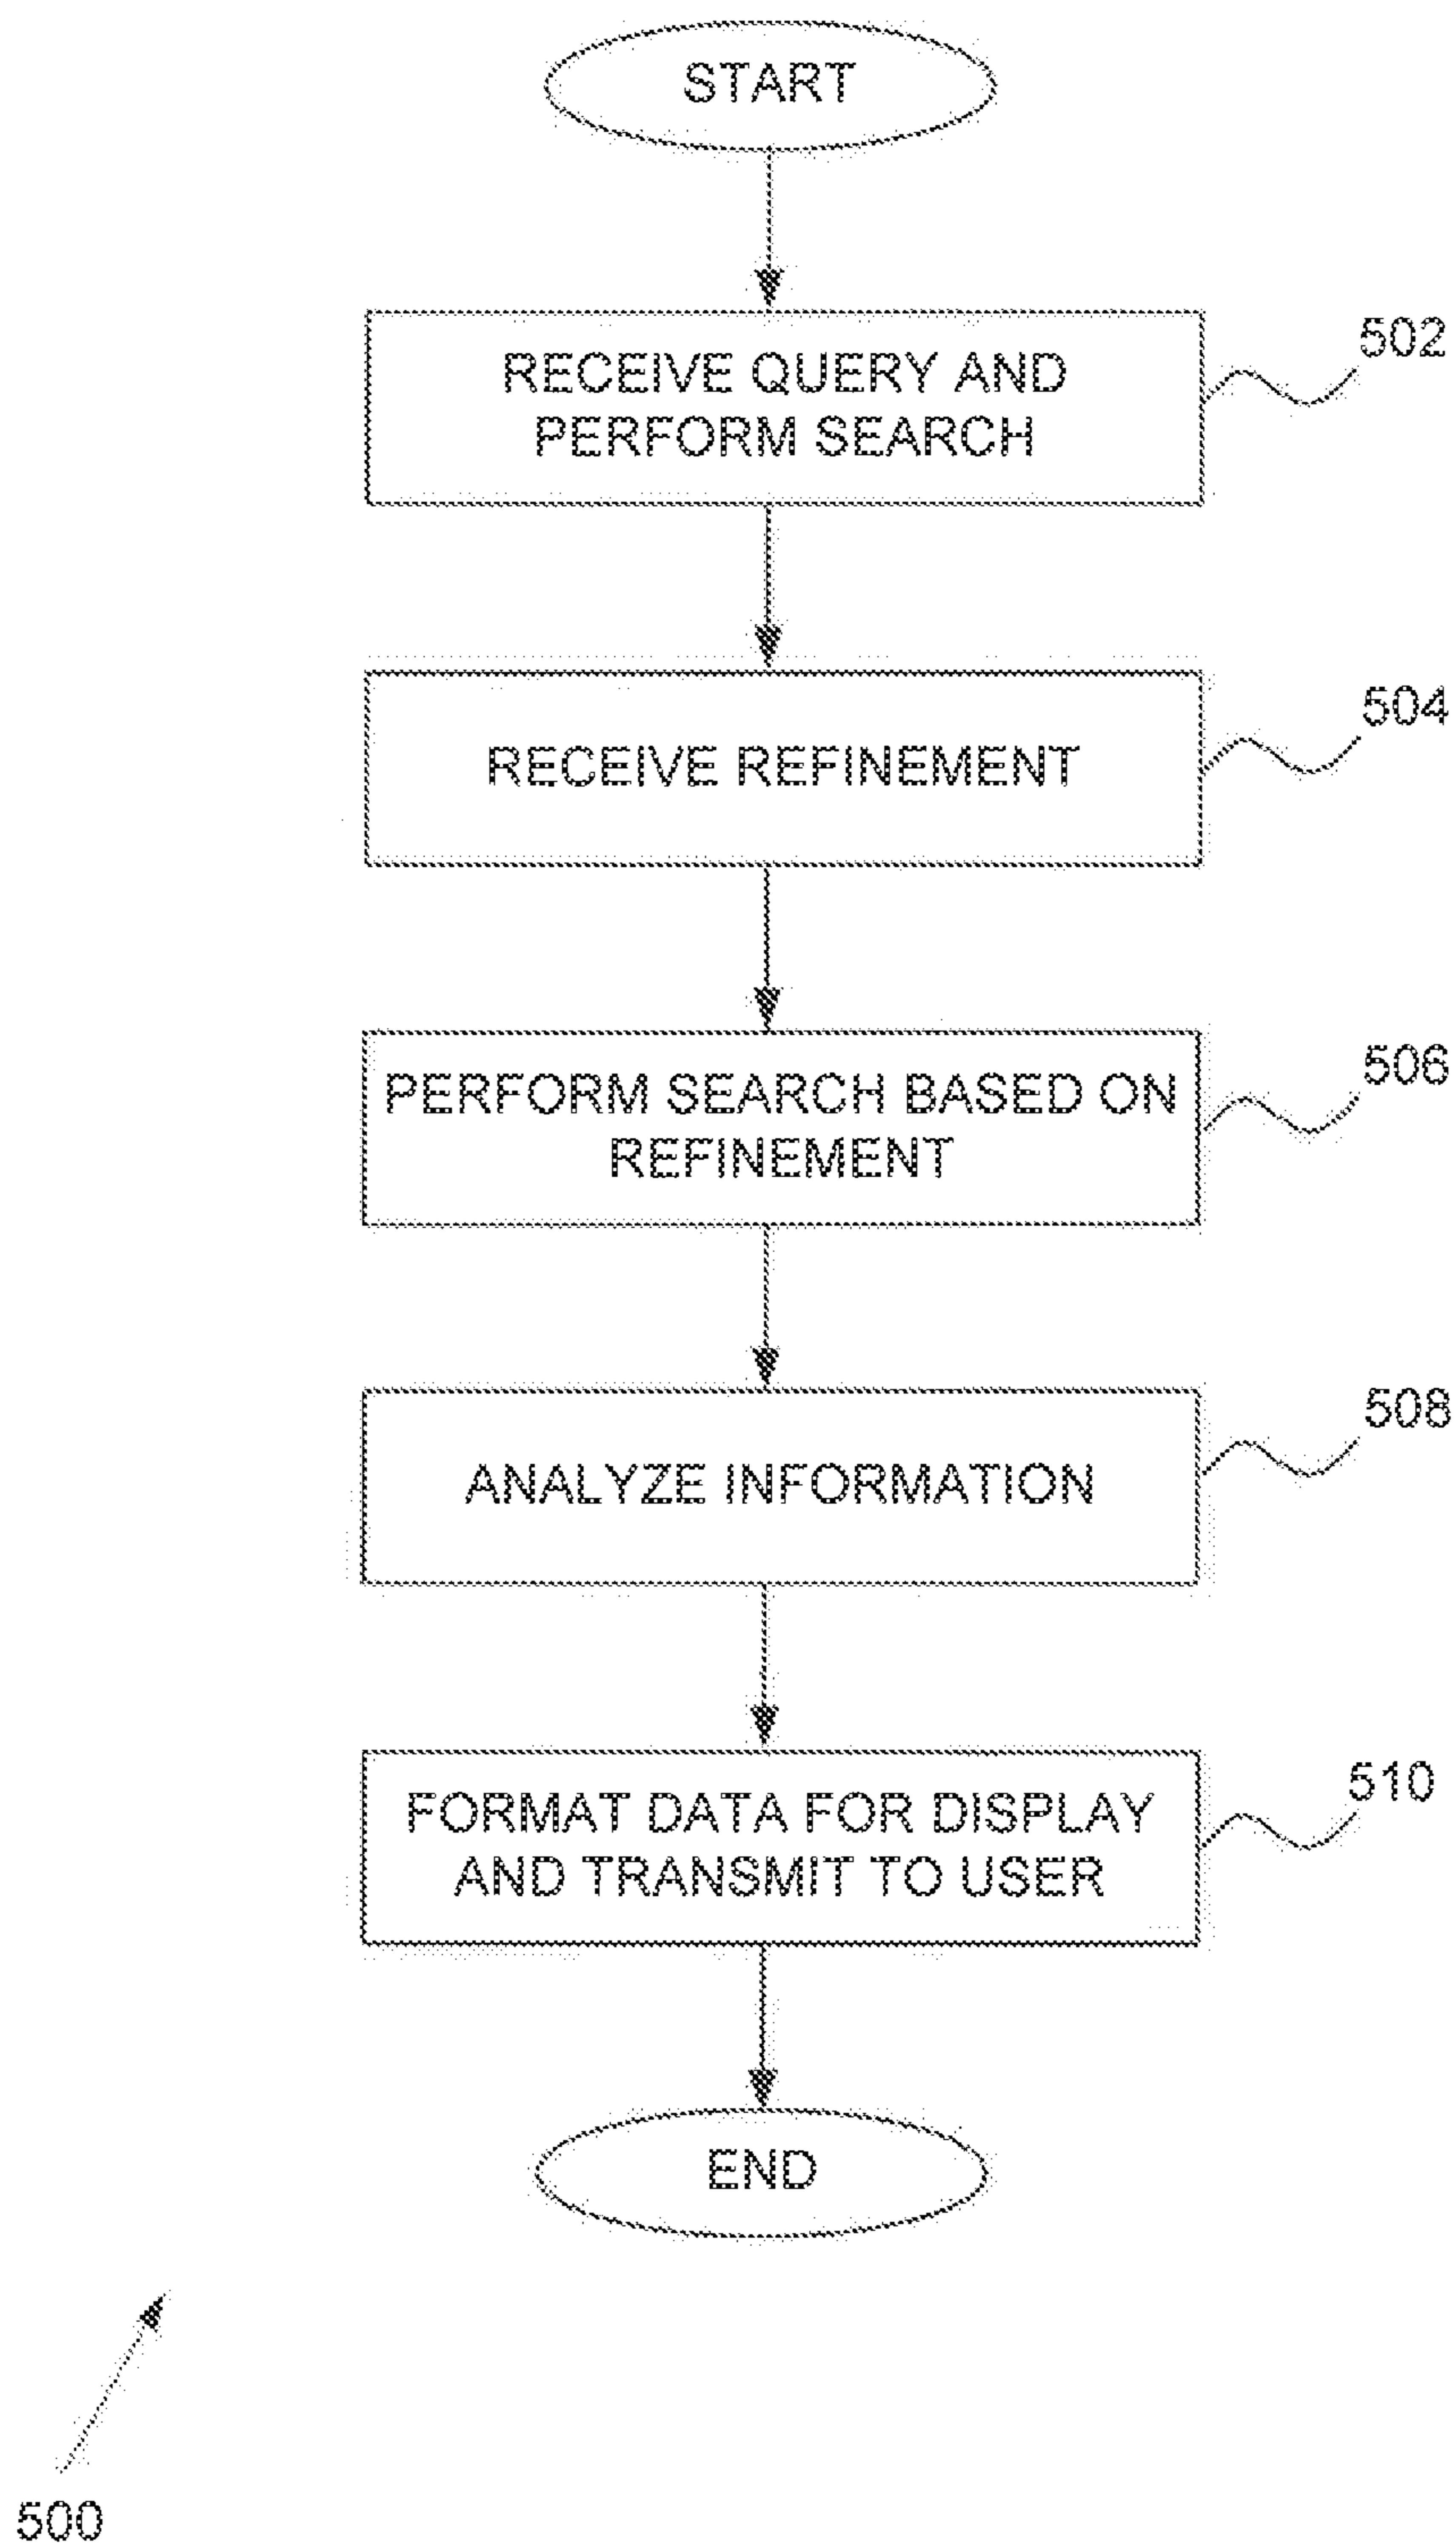 START
RECEIVE QUERY AND
PERFORM SEARCH
502
RECEIVE REFINEMENT
504
PERFORM SEARCH BASED ON
REFINEMENT
506
ANALYZE INFORMATION
508
FORMAT DATA FOR DISPLAY
AND TRANSMIT TO USER
510
END
500